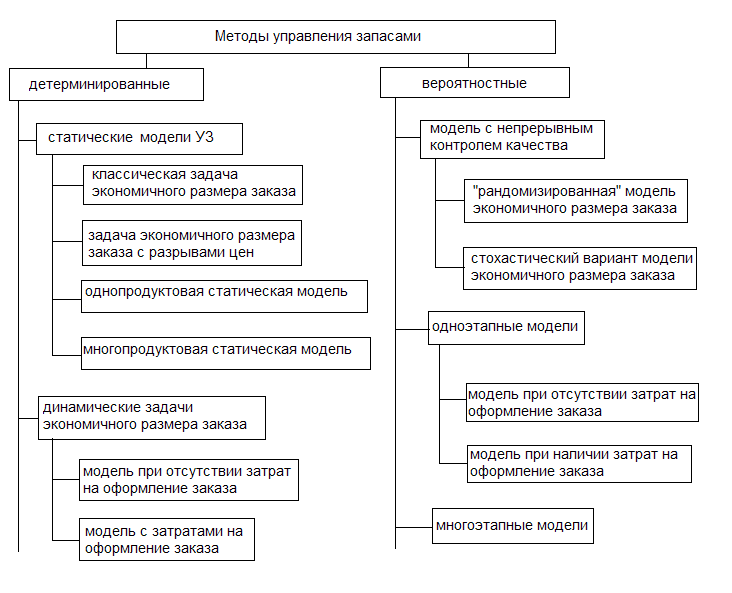 Методы управления запасами
детерминированные
статические модели УЗ
классическая задача
экономичного размера заказа
задача экономичного размера
заказа с разрывами цен
однопродуктовая статическая модель
многопродуктовая статическая модель
динамические задачи
экономичного размера заказа
модель при отсутствии затрат
на оформление заказа
модель с затратами на
оформление заказа
вероятностные
модель с непрерывным
контролем качества
"рандомизированная" модель
экономичного размера заказа
стохастический вариант модели
экономичного размера заказа
одноэтапные модели
модель при отсутствии затрат на
оформление заказа
модель при наличии затрат на
оформление заказа
многоэтапные модели